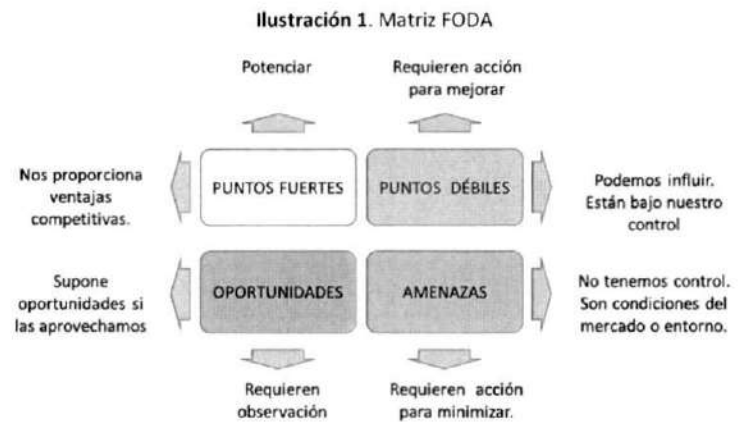 Ilustración 1. Matriz FODA
Potenciar
Requieren acción
para mejorar
Nos proporciona
ventajas
competitivas.
PUNTOS FUERTES
PUNTOS DÉBILES
Podemos influir.
Están bajo nuestro
control
Supone
oportunidades si
las aprovechamos
OPORTUNIDADES
AMENAZAS
No tenemos control.
Son condiciones del
mercado o entorno.
Requieren
observación
Requieren acción
para minimizar.